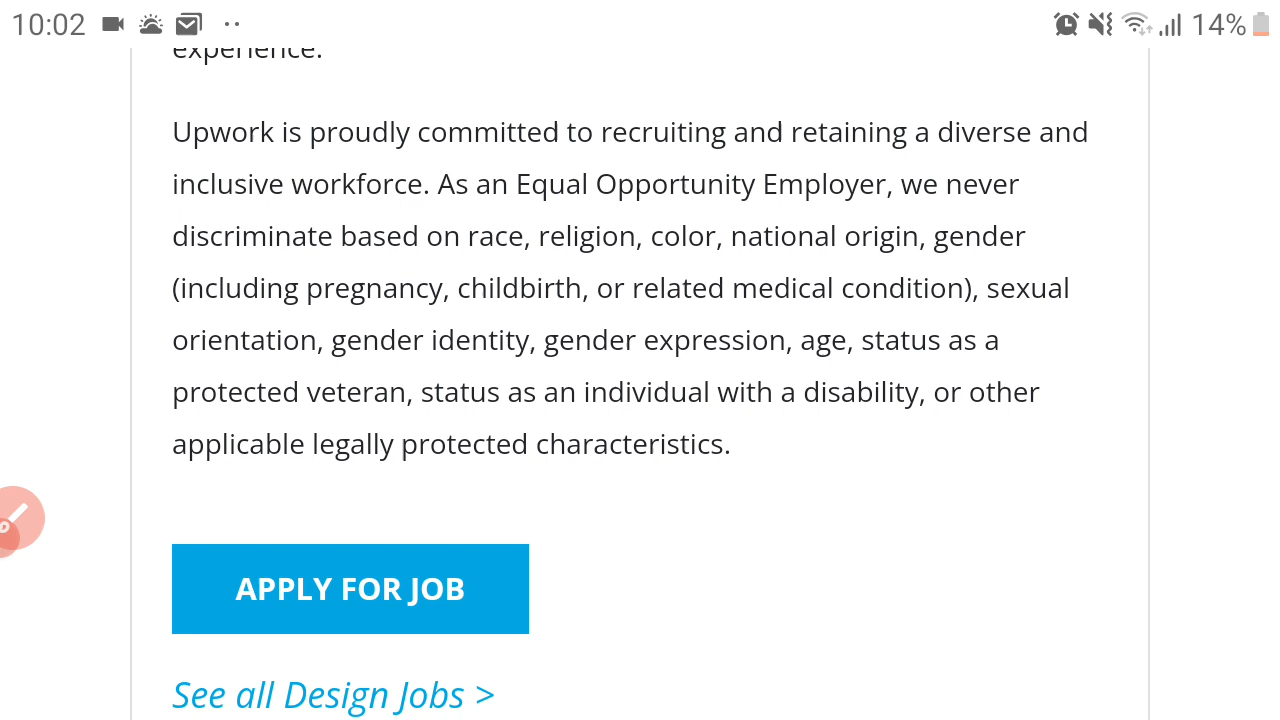 10:02
14%
experience.
Upwork is proudly committed to recruiting and retaining a diverse and
inclusive workforce. As an Equal Opportunity Employer, we never
discriminate based on race, religion, color, national origin, gender
(including pregnancy, childbirth, or related medical condition), sexual
orientation, gender identity, gender expression, age, status as a
protected veteran, status as an individual with a disability, or other
applicable legally protected characteristics.
APPLY FOR JOB
See all Design Jobs >